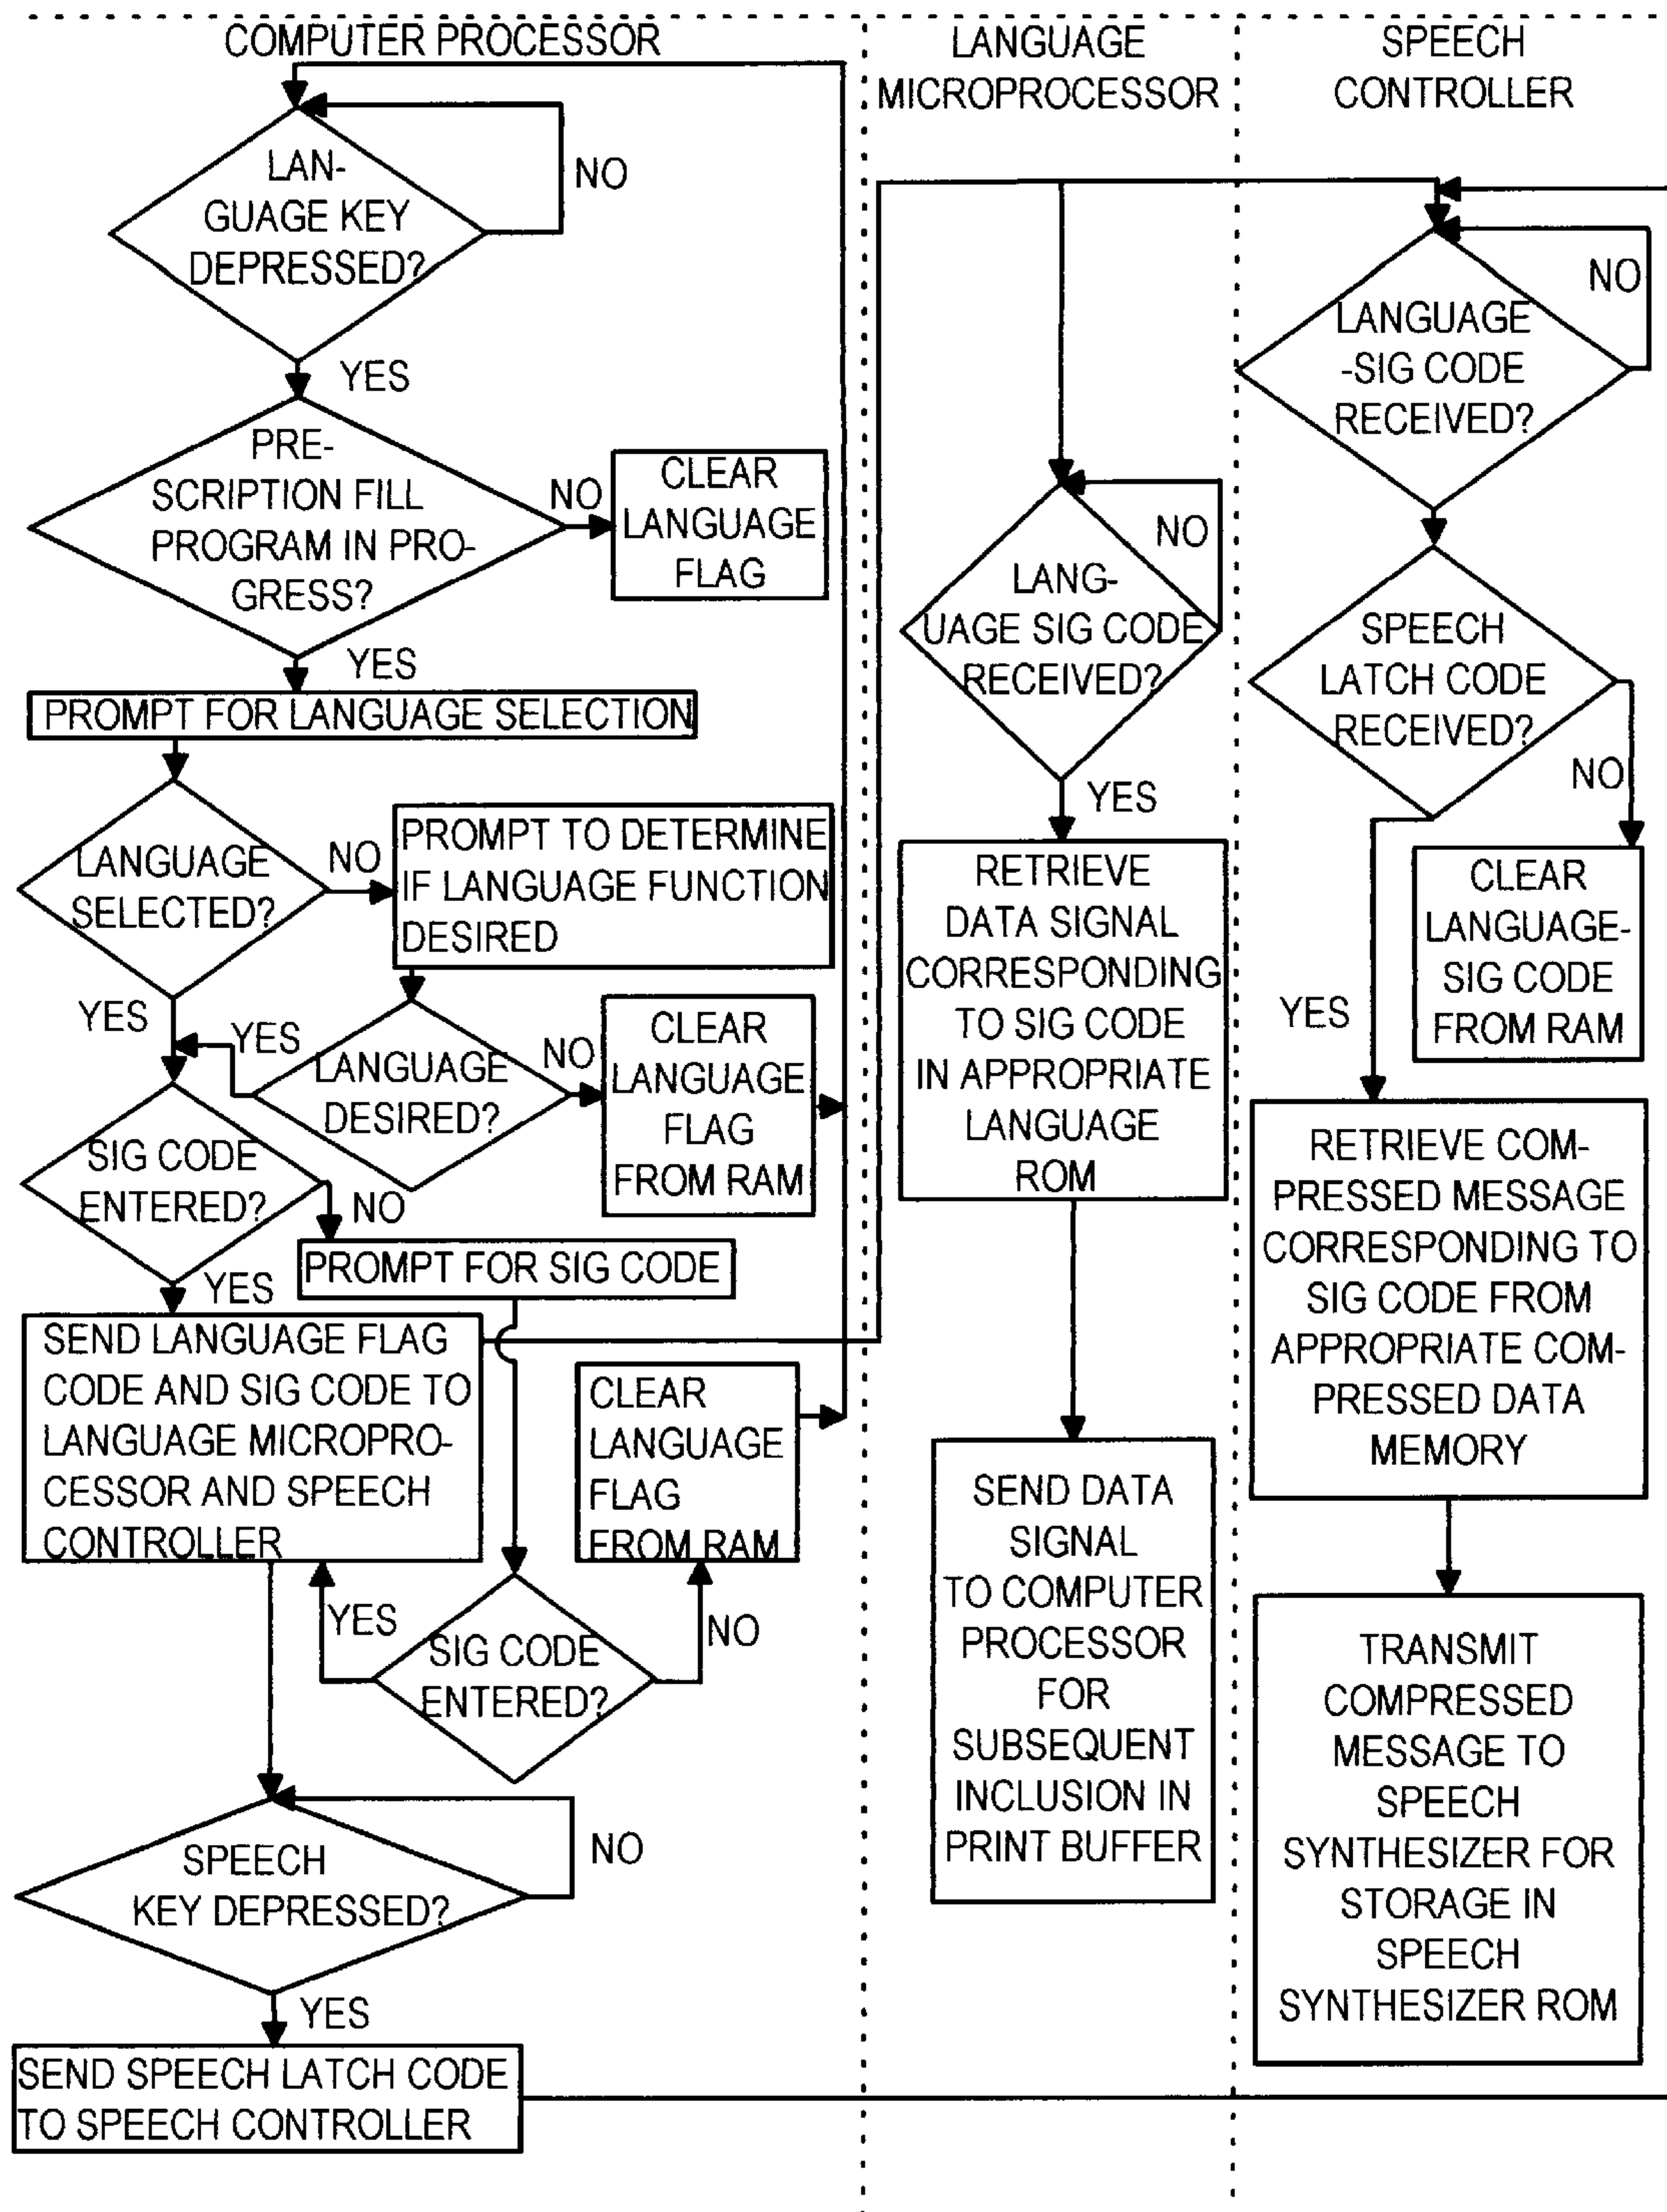 COMPUTER PROCESSOR
LAN-
GUAGE KEY
DEPRESSED?
NO
YES
PRE-
SCRIPTION FILL
PROGRAM IN PRO-
GRESS?
NO
CLEAR
LANGUAGE
FLAG
YES
PROMPT FOR LANGUAGE SELECTION
LANGUAGE
SELECTED?
NO
PROMPT TO DETERMINE
IF LANGUAGE FUNCTION
DESIRED
YES
YES
LANGUAGE
DESIRED?
NO
CLEAR
LANGUAGE
FLAG
FROM RAM
SIG CODE
ENTERED?
NO
PROMPT FOR SIG CODE
YES
SEND LANGUAGE FLAG
CODE AND SIG CODE TO
LANGUAGE MICROPRO-
CESSOR AND SPEECH
CONTROLLER
CLEAR
LANGUAGE
FLAG
FROM RAM
YES
SIG CODE
ENTERED?
NO
SPEECH
KEY DEPRESSED?
NO
YES
SEND SPEECH LATCH CODE
TO SPEECH CONTROLLER
LANGUAGE
MICROPROCESSOR
NO
LANG-
UAGE SIG CODE
RECEIVED?
YES
RETRIEVE
DATA SIGNAL
CORRESPONDING
TO SIG CODE
IN APPROPRIATE
LANGUAGE
ROM
SEND DATA
SIGNAL
TO COMPUTER
PROCESSOR
FOR
SUBSEQUENT
INCLUSION IN
PRINT BUFFER
SPEECH
CONTROLLER
NO
LANGUAGE
-SIG CODE
RECEIVED?
SPEECH
LATCH CODE
RECEIVED?
NO
CLEAR
LANGUAGE-
SIG CODE
FROM RAM
YES
RETRIEVE COM-
PRESSED MESSAGE
CORRESPONDING TO
SIG CODE FROM
APPROPRIATE COM-
PRESSED DATA
MEMORY
TRANSMIT
COMPRESSED
MESSAGE TO
SPEECH
SYNTHESIZER FOR
STORAGE IN
SPEECH
SYNTHESIZER ROM